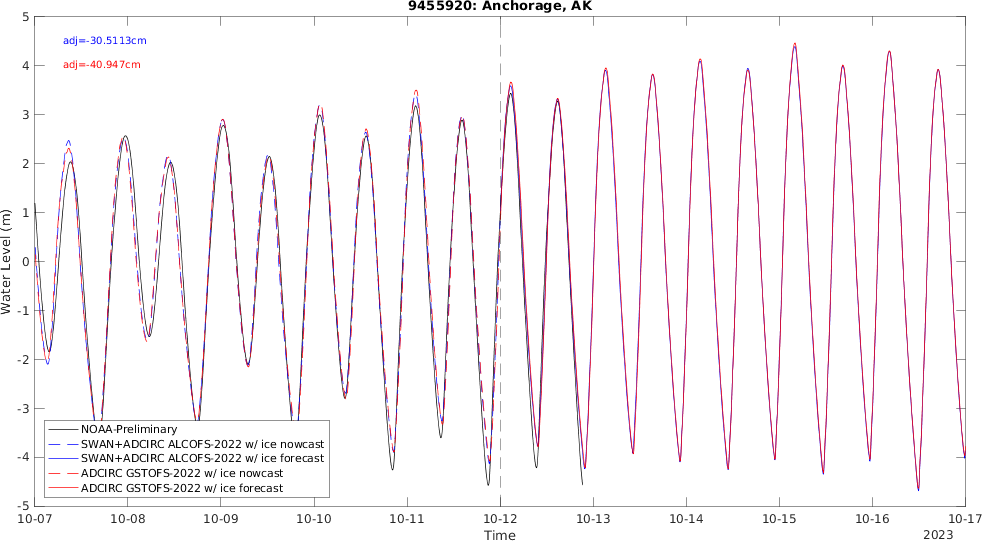 9455920: Anchorage, AK
adj=-30.5113cm
adj=-40.947cm
Water Level (m)
5
4
3
2
1
0
-1
-2
-3
-4
-5
NOAA-Preliminary
SWAN+ADCIRC ALCOFS-2022 w/ ice nowcast
SWAN+ADCIRC ALCOFS-2022 w/ ice forecast
ADCIRC GSTOFS-2022 w/ ice nowcast
ADCIRC GSTOFS-2022 w/ ice forecast
10-07 10-08 10-09 10-10 10-11 10-12 10-13 10-14 10-15 10-16 10-17
Time
2023